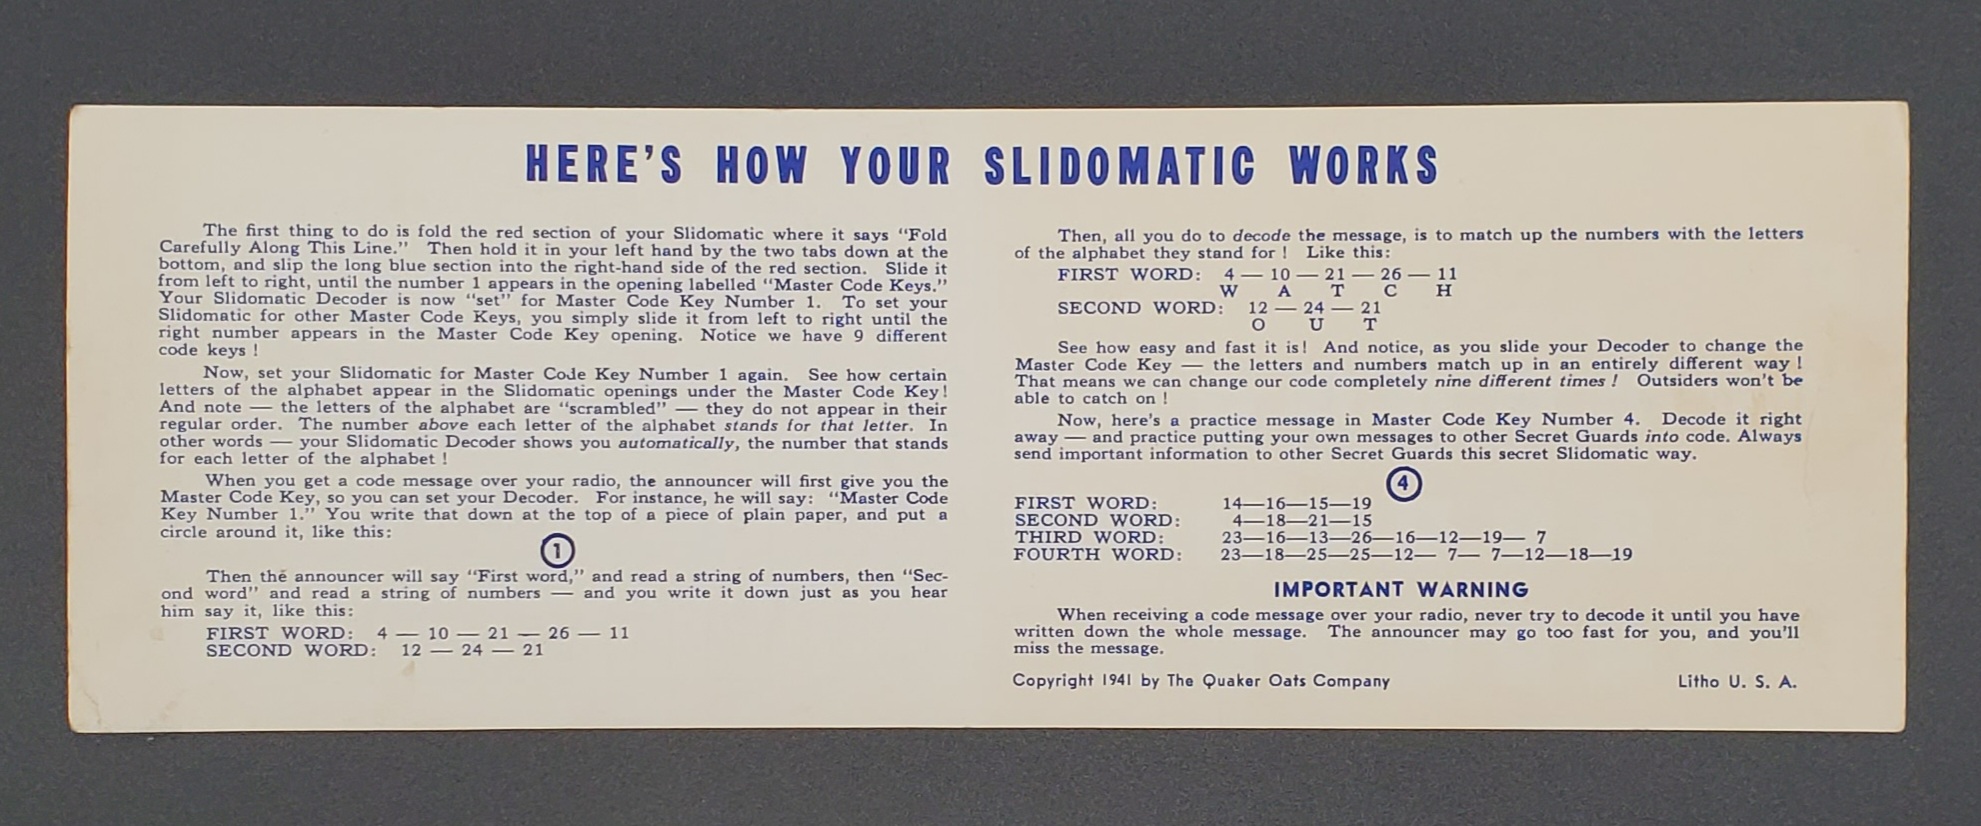 HERE'S HOW YOUR SLIDOMATIC WORKS
The first thing to do is fold the red section of your Slidomatic where it says “Fold
Carefully Along This Line.” Then hold it in your left hand by the two tabs down at the
bottom, and slip the long blue section into the right-hand side of the red section. Slide it
from left to right, until the number 1 appears in the opening labelled “Master Code Keys.”
Your Slidomatic Decoder is now “set” for Master Code Key Number 1. To set your
Slidomatic for other Master Code Keys, you simply slide it from left to right until the
right number appears in the Master Code Key opening. Notice we have 9 different
code keys !
Now, set your Slidomatic for Master Code Key Number 1 again. See how certain
letters of the alphabet appear in the Slidomatic openings under the Master Code Key!
And note — the letters of the alphabet are “scrambled” — they do not appear in their
regular order. The number above each letter of the alphabet stands for that letter. In
other words — your Slidomatic Decoder shows you automatically, the number that stands
for each letter of the alphabet !
When you get a code message over your radio, the announcer will first give you the
Master Code Key, so you can set your Decoder. For instance, he will say: “Master Code
Key Number 1.” You write that down at the top of a piece of plain paper, and put a
circle around it, like this:
1
Then the announcer will say “First word,” and read a string of numbers, then “Sec-
ond word” and read a string of numbers — and you write it down just as you hear
him say it, like this:
FIRST WORD: 4 — 10 — 21 — 26 — 11
SECOND WORD: 12 — 24 — 21
Then, all you do to decode the message, is to match up the numbers with the letters
of the alphabet they stand for ! Like this:
FIRST WORD: 4 — 10 — 21 — 26 — 11
W A T C H
SECOND WORD: 12 — 24 — 21
O U T
See how easy and fast it is! And notice, as you slide your Decoder to change the
Master Code Key — the letters and numbers match up in an entirely different way !
That means we can change our code completely nine different times ! Outsiders won't be
able to catch on !
Now, here's a practice message in Master Code Key Number 4. Decode it right
away — and practice putting your own messages to other Secret Guards into code. Always
send important information to other Secret Guards this secret Slidomatic way.
4
FIRST WORD: 14—16—15—19
SECOND WORD: 4—18—21—15
THIRD WORD: 23—16—13—26—16—12—19— 7
FOURTH WORD: 23—18—25—25—12— 7— 7—12—18—19
IMPORTANT WARNING
When receiving a code message over your radio, never try to decode it until you have
written down the whole message. The announcer may go too fast for you, and you'll
miss the message.
Copyright 1941 by The Quaker Oats Company Litho U. S. A.